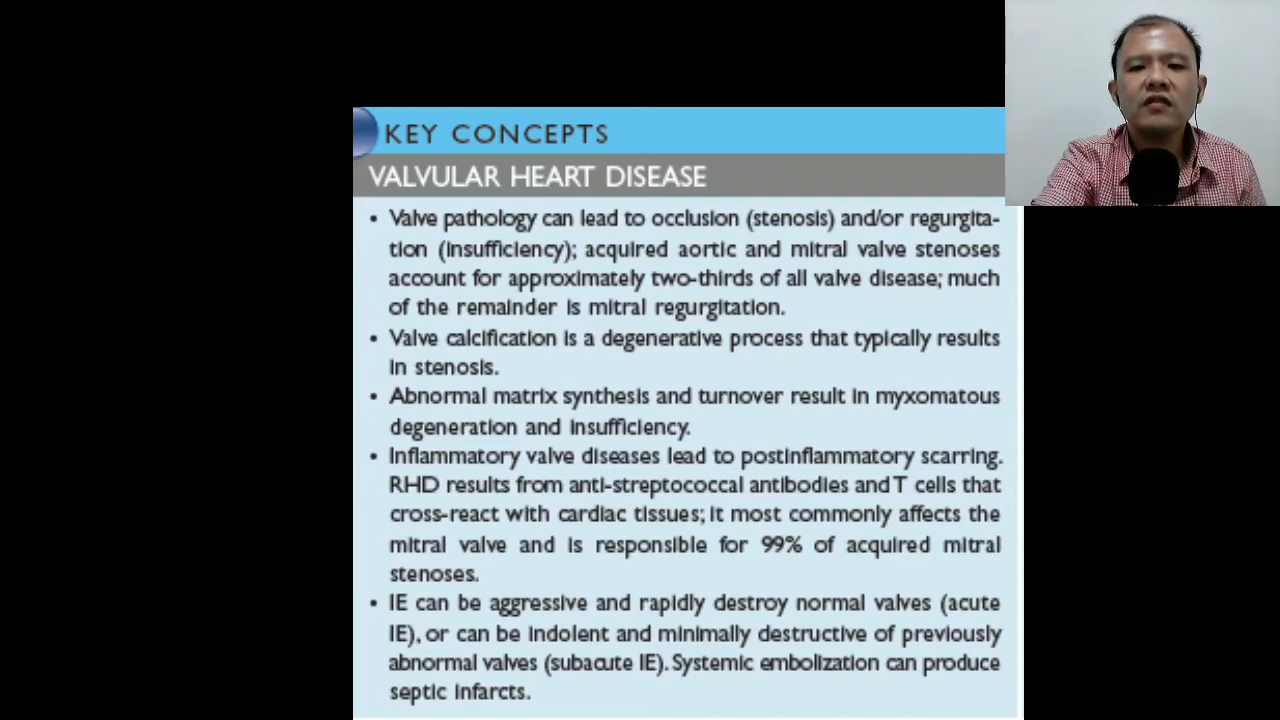 KEY CONCEPTS
VALVULAR HEART DISEASE
• Valve pathology can lead to occlusion (stenosis) and/or regurgita-
tion (insufficiency); acquired aortic and mitral valve stenoses
account for approximately two-thirds of all valve disease; much
of the remainder is mitral regurgitation.
• Valve calcification is a degenerative process that typically results
in stenosis.
• Abnormal matrix synthesis and turnover result in myxomatous
degeneration and insufficiency.
• Inflammatory valve diseases lead to postinflammatory scarring.
RHD results from anti-streptococcal antibodies and T cells that
cross-react with cardiac tissues; it most commonly affects the
mitral valve and is responsible for 99% of acquired mitral
stenoses.
• IE can be aggressive and rapidly destroy normal valves (acute
IE), or can be indolent and minimally destructive of previously
abnormal valves (subacute IE). Systemic embolization can produce
septic infarcts.